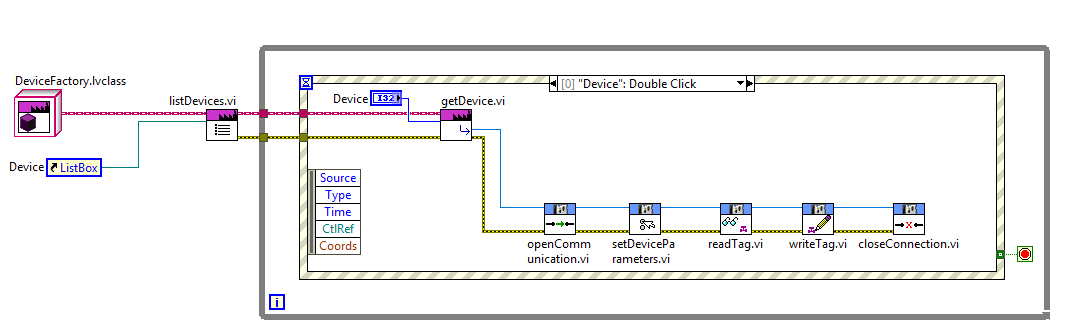 DeviceFactory.lvclass
listDevices.vi
Device ListBox
[0] "Device": Double Click
Device I32
getDevice.vi
Source
Type
Time
CtlRef
Coords
openComm
unication.vi
setDevicePa
rameters.vi
readTag.vi
writeTag.vi
closeConnection.vi
i